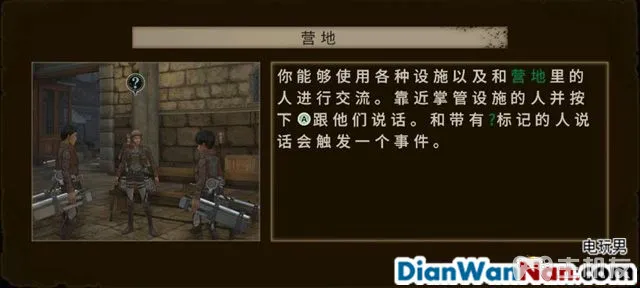 营地
?
你能够使用各种设施以及和营地里的
人进行交流。靠近掌管设施的人并按
下Ⓐ跟他们说话。和带有?标记的人说
话会触发一个事件。
电玩男
DianWanNan.com